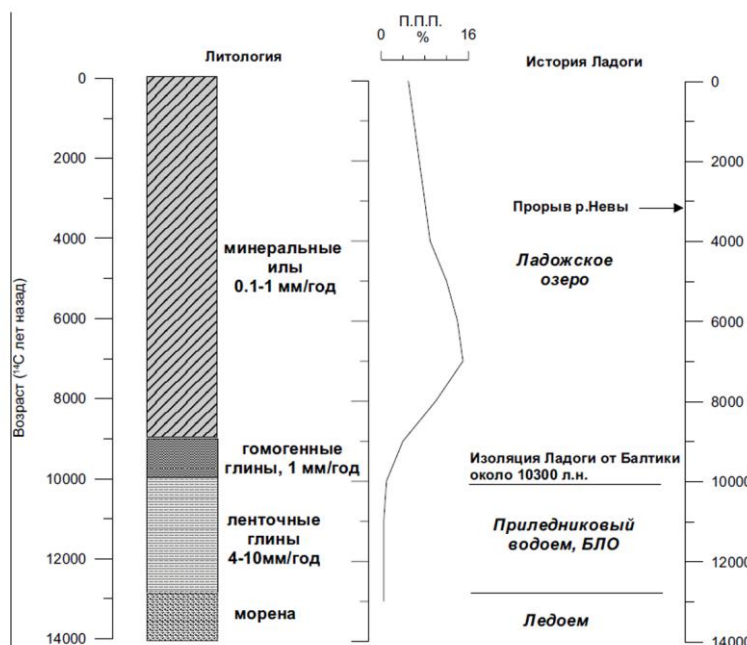 П.П.П.
0 % 16
Литология
История Ладоги
Возраст (¹⁴C лет назад)
0
2000
4000
6000
8000
10000
12000
14000
минеральные
илы
0.1-1 мм/год
гомогенные
глины, 1 мм/год
ленточные
глины
4-10мм/год
морена
Прорыв р.Невы
Ладожское
озеро
Изоляция Ладоги от Балтики
около 10300 л.н.
Приледниковый
водоем, БЛО
Ледоем
0
2000
4000
6000
8000
10000
12000
14000